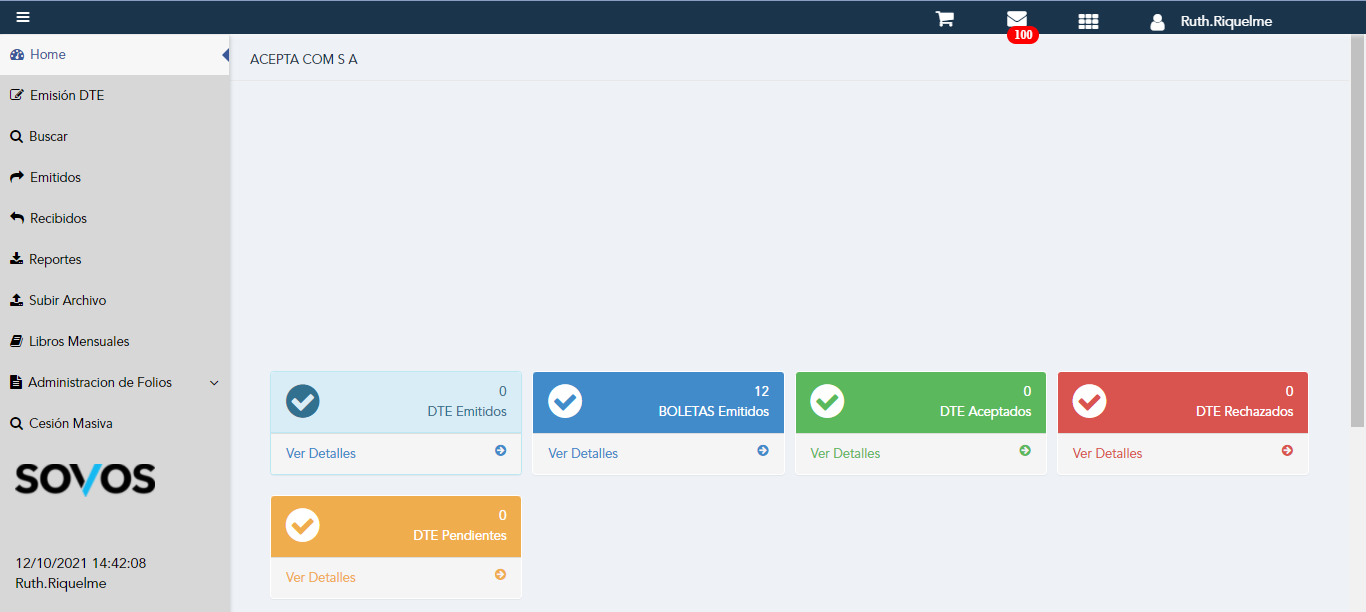 100
Ruth.Riquelme
Home
ACEPTA COM S A
Emisión DTE
Buscar
Emitidos
Recibidos
Reportes
Subir Archivo
Libros Mensuales
Administracion de Folios
Cesión Masiva
SOVOS
12/10/2021 14:42:08
Ruth.Riquelme
0
DTE Emitidos
Ver Detalles
12
BOLETAS Emitidos
Ver Detalles
0
DTE Aceptados
Ver Detalles
0
DTE Rechazados
Ver Detalles
0
DTE Pendientes
Ver Detalles